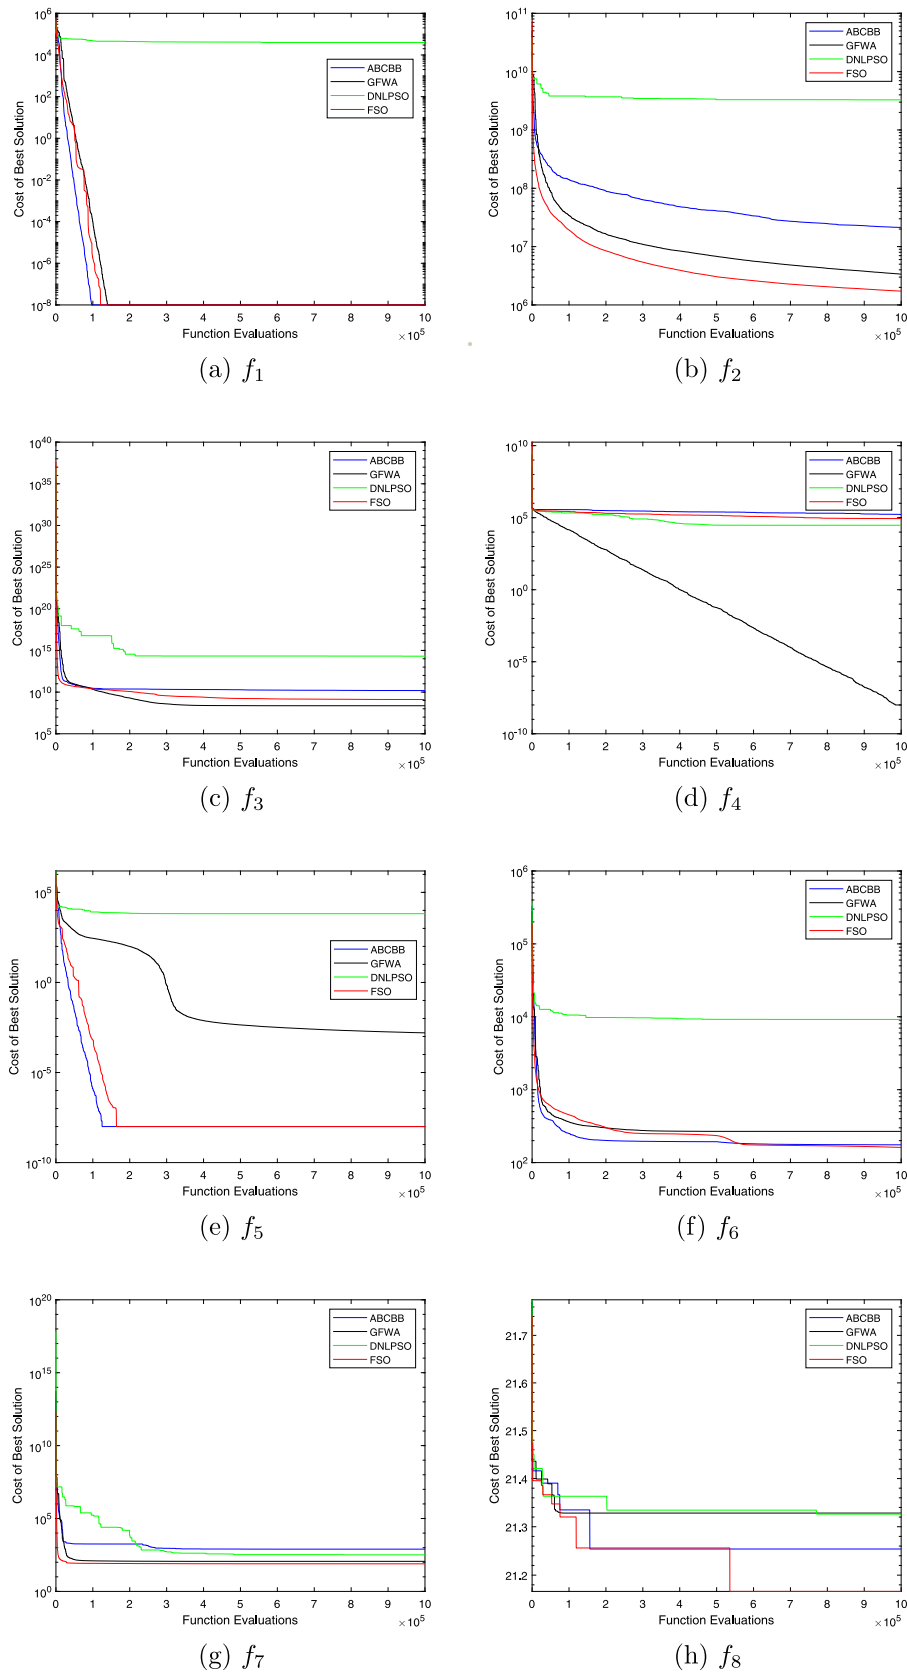 10^6
10^4
10^2
10^0
10^-2
10^-4
10^-6
10^-8
Cost of Best Solution
ABCBB
GFWA
DNLPSO
FSO
0 1 2 3 4 5 6 7 8 9 10
Function Evaluations
×10^5
(a) f_1
10^11
10^10
10^9
10^8
10^7
10^6
Cost of Best Solution
ABCBB
GFWA
DNLPSO
FSO
0 1 2 3 4 5 6 7 8 9 10
Function Evaluations
×10^5
(b) f_2
10^40
10^35
10^30
10^25
10^20
10^15
10^10
10^5
Cost of Best Solution
ABCBB
GFWA
DNLPSO
FSO
0 1 2 3 4 5 6 7 8 9 10
Function Evaluations
×10^5
(c) f_3
10^10
10^5
10^0
10^-5
10^-10
Cost of Best Solution
ABCBB
GFWA
DNLPSO
FSO
0 1 2 3 4 5 6 7 8 9 10
Function Evaluations
×10^5
(d) f_4
10^5
10^0
10^-5
10^-10
Cost of Best Solution
ABCBB
GFWA
DNLPSO
FSO
0 1 2 3 4 5 6 7 8 9 10
Function Evaluations
×10^5
(e) f_5
10^6
10^5
10^4
10^3
10^2
Cost of Best Solution
ABCBB
GFWA
DNLPSO
FSO
0 1 2 3 4 5 6 7 8 9 10
Function Evaluations
×10^5
(f) f_6
10^20
10^15
10^10
10^5
10^0
Cost of Best Solution
ABCBB
GFWA
DNLPSO
FSO
0 1 2 3 4 5 6 7 8 9 10
Function Evaluations
×10^5
(g) f_7
21.7
21.6
21.5
21.4
21.3
21.2
Cost of Best Solution
ABCBB
GFWA
DNLPSO
FSO
0 1 2 3 4 5 6 7 8 9 10
Function Evaluations
×10^5
(h) f_8